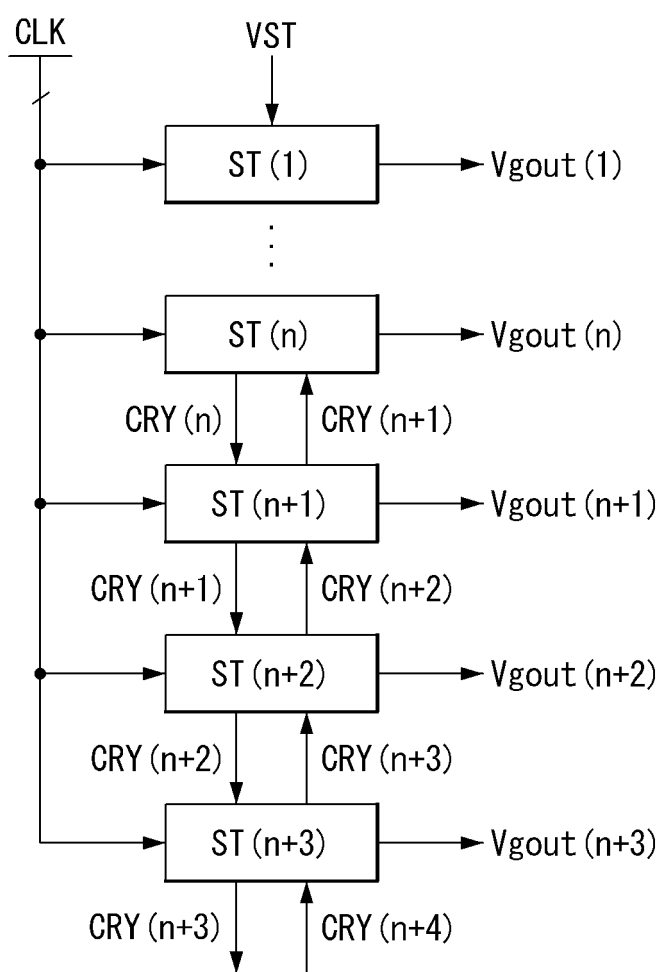 CLK
VST
ST(1)
Vgout(1)
ST(n)
Vgout(n)
CRY(n)
CRY(n+1)
ST(n+1)
Vgout(n+1)
CRY(n+1)
CRY(n+2)
ST(n+2)
Vgout(n+2)
CRY(n+2)
CRY(n+3)
ST(n+3)
Vgout(n+3)
CRY(n+3)
CRY(n+4)